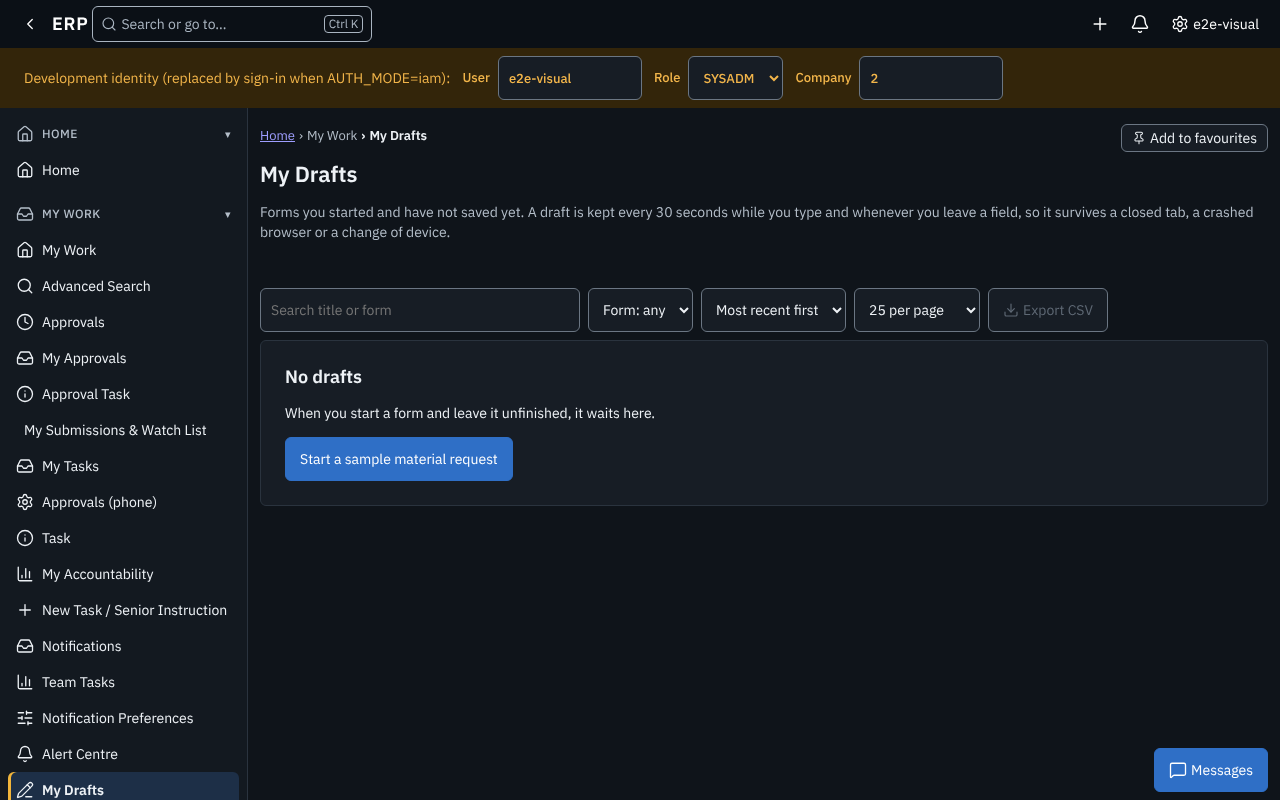 ERP
Search or go to...
Ctrl K
e2e-visual
Development identity (replaced by sign-in when AUTH_MODE=iam):
User
e2e-visual
Role
SYSADM
Company
2
HOME
Home
MY WORK
My Work
Advanced Search
Approvals
My Approvals
Approval Task
My Submissions & Watch List
My Tasks
Approvals (phone)
Task
My Accountability
New Task / Senior Instruction
Notifications
Team Tasks
Notification Preferences
Alert Centre
My Drafts
Home › My Work › My Drafts
Add to favourites
My Drafts
Forms you started and have not saved yet. A draft is kept every 30 seconds while you type and whenever you leave a field, so it survives a closed tab, a crashed
browser or a change of device.
Search title or form
Form: any
Most recent first
25 per page
Export CSV
No drafts
When you start a form and leave it unfinished, it waits here.
Start a sample material request
Messages